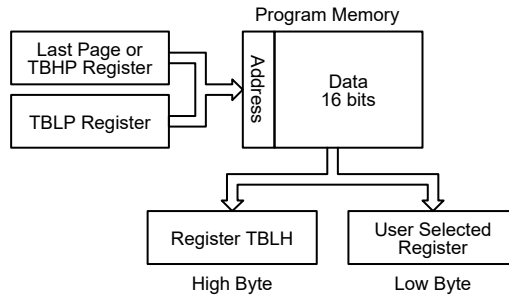 Program Memory
Last Page or
TBHP Register
TBLP Register
Address
Data
16 bits
Register TBLH
User Selected
Register
High Byte
Low Byte